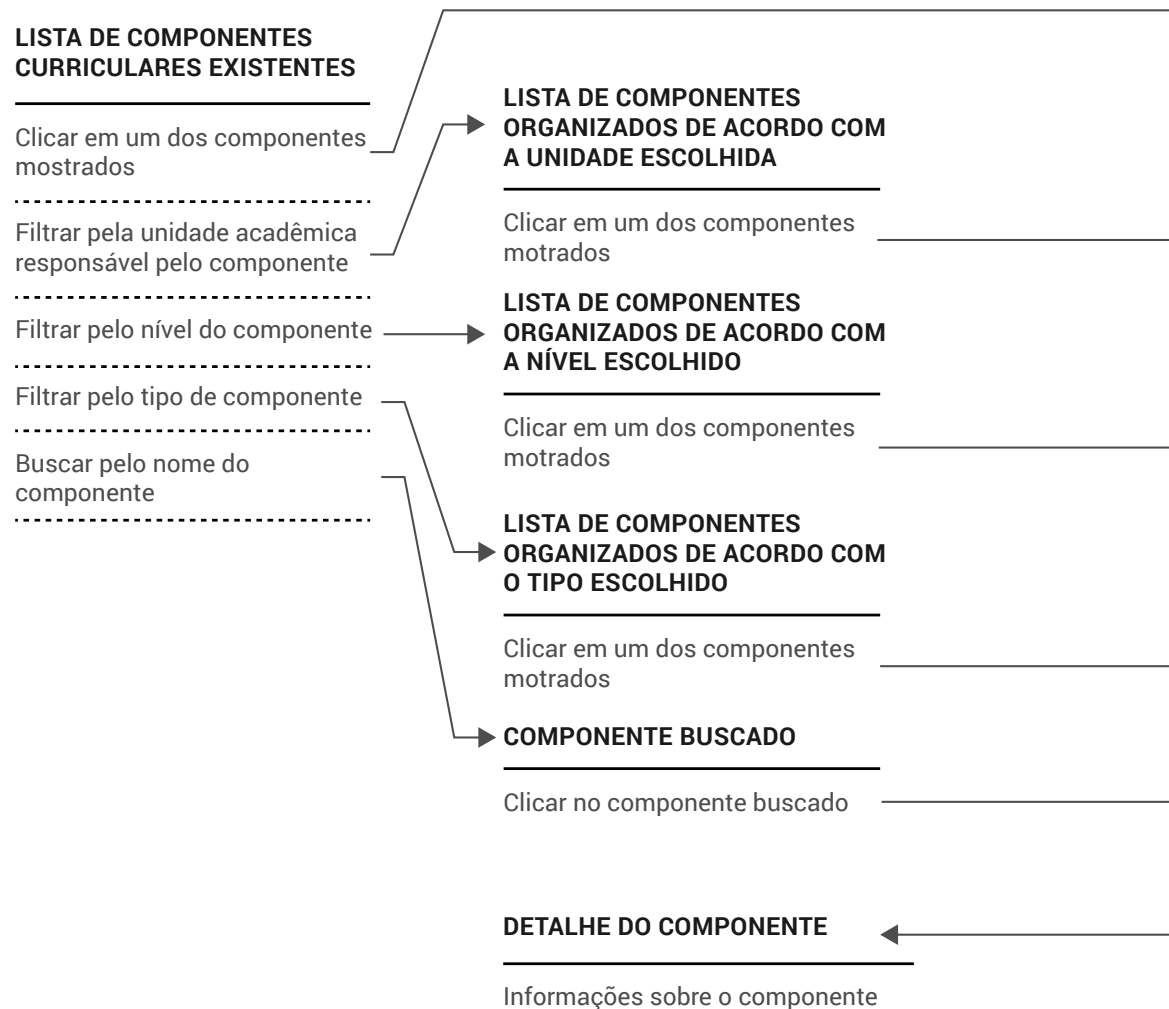 LISTA DE COMPONENTES
CURRICULARES EXISTENTES
Clicar em um dos componentes
mostrados
Filtrar pela unidade acadêmica
responsável pelo componente
Filtrar pelo nível do componente
Filtrar pelo tipo de componente
Buscar pelo nome do
componente
LISTA DE COMPONENTES
ORGANIZADOS DE ACORDO COM
A UNIDADE ESCOLHIDA
Clicar em um dos componentes
motrados
LISTA DE COMPONENTES
ORGANIZADOS DE ACORDO COM
A NÍVEL ESCOLHIDO
Clicar em um dos componentes
motrados
LISTA DE COMPONENTES
ORGANIZADOS DE ACORDO COM
O TIPO ESCOLHIDO
Clicar em um dos componentes
motrados
COMPONENTE BUSCADO
Clicar no componente buscado
DETALHE DO COMPONENTE
Informações sobre o componente